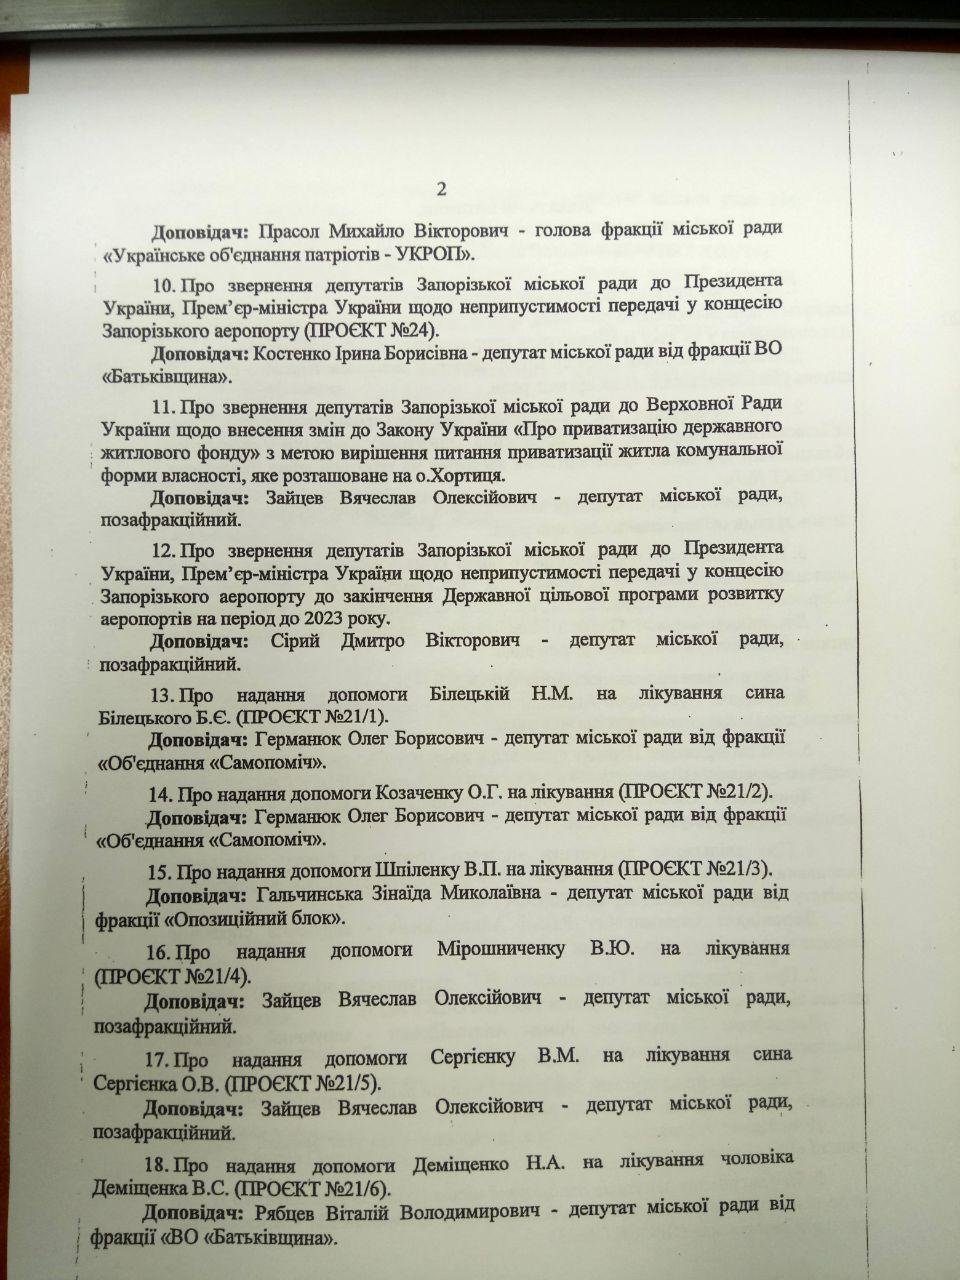 2
Доповідач: Прасол Михайло Вікторович - голова фракції міської ради
«Українське об'єднання патріотів - УКРОП».
10. Про звернення депутатів Запорізької міської ради до Президента
України, Прем’єр-міністра України щодо неприпустимості передачі у концесію
Запорізького аеропорту (ПРОЄКТ №24).
Доповідач: Костенко Ірина Борисівна - депутат міської ради від фракції ВО
«Батьківщина».
11. Про звернення депутатів Запорізької міської ради до Верховної Ради
України щодо внесення змін до Закону України «Про приватизацію державного
житлового фонду» з метою вирішення питання приватизації житла комунальної
форми власності, яке розташоване на о.Хортиця.
Доповідач: Зайцев Вячеслав Олексійович - депутат міської ради,
позафракційний.
12. Про звернення депутатів Запорізької міської ради до Президента
України, Прем’єр-міністра України щодо неприпустимості передачі у концесію
Запорізького аеропорту до закінчення Державної цільової програми розвитку
аеропортів на період до 2023 року.
Доповідач: Сірий Дмитро Вікторович - депутат міської ради,
позафракційний.
13. Про надання допомоги Білецькій Н.М. на лікування сина
Білецького Б.Є. (ПРОЄКТ №21/1).
Доповідач: Германюк Олег Борисович - депутат міської ради від фракції
«Об'єднання «Самопоміч».
14. Про надання допомоги Козаченку О.Г. на лікування (ПРОЄКТ №21/2).
Доповідач: Германюк Олег Борисович - депутат міської ради від фракції
«Об'єднання «Самопоміч».
15. Про надання допомоги Шпіленку В.П. на лікування (ПРОЄКТ №21/3).
Доповідач: Гальчинська Зінаїда Миколаївна - депутат міської ради від
фракції «Опозиційний блок».
16. Про надання допомоги Мірошниченку В.Ю. на лікування
(ПРОЄКТ №21/4).
Доповідач: Зайцев Вячеслав Олексійович - депутат міської ради,
позафракційний.
17. Про надання допомоги Сергієнку В.М. на лікування сина
Сергієнка О.В. (ПРОЄКТ №21/5).
Доповідач: Зайцев Вячеслав Олексійович - депутат міської ради,
позафракційний.
18. Про надання допомоги Деміщенко Н.А. на лікування чоловіка
Деміщенка В.С. (ПРОЄКТ №21/6).
Доповідач: Рябцев Віталій Володимирович - депутат міської ради від
фракції «ВО «Батьківщина».